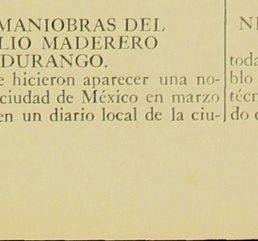 MANIOBRAS DEL
LIO MADERERO
DURANGO.
e hicieron aparecer una no-
ciudad de México en marzo
en un diario local de la ciu-
NE
toda
blo
técn
do